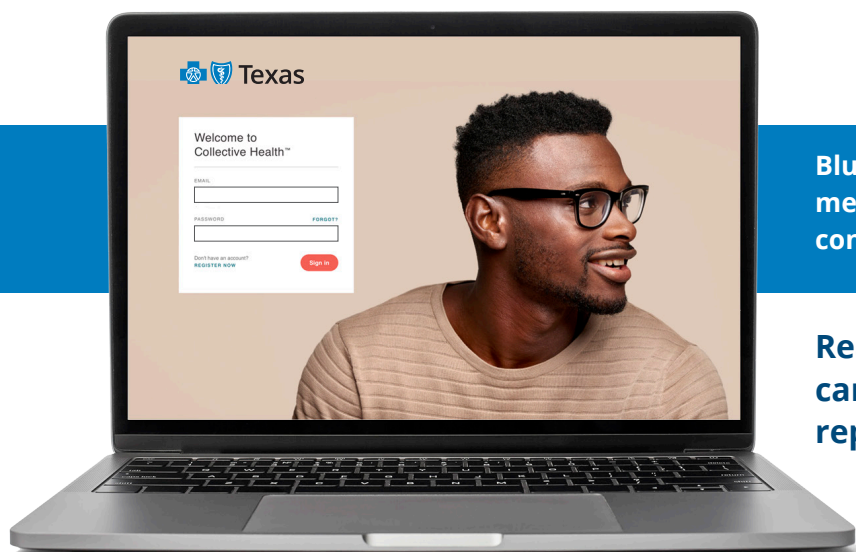 Texas
Welcome to
Collective Health™
EMAIL
PASSWORD FORGOT?
Don't have an account?
REGISTER NOW
Sign in
Blu
me
con
Re
car
rep